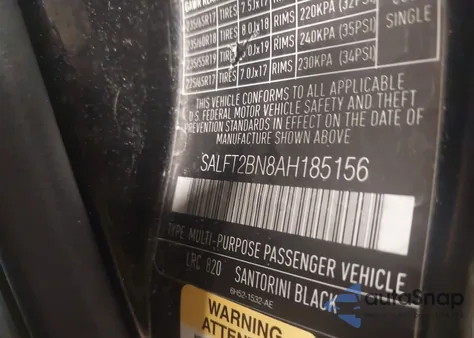 235/65R17 TIRES 7.5Jx17 RIMS 220KPA (32PSI)
235/60R18 TIRES 8.0Jx18 RIMS 240KPA (35PSI) SINGLE
235/55R19 TIRES RIMS 240KPA (35PSI)
235/65R17 TIRES 7.0Jx17 RIMS 230KPA (34PSI)
THIS VEHICLE CONFORMS TO ALL APPLICABLE
U.S. FEDERAL MOTOR VEHICLE SAFETY AND THEFT
PREVENTION STANDARDS IN EFFECT ON THE DATE OF
MANUFACTURE SHOWN ABOVE
SALFT2BN8AH185156
TYPE: MULTI-PURPOSE PASSENGER VEHICLE
LRC 820 SANTORINI BLACK
6H52-1532-AE
autoSnap
WARNING